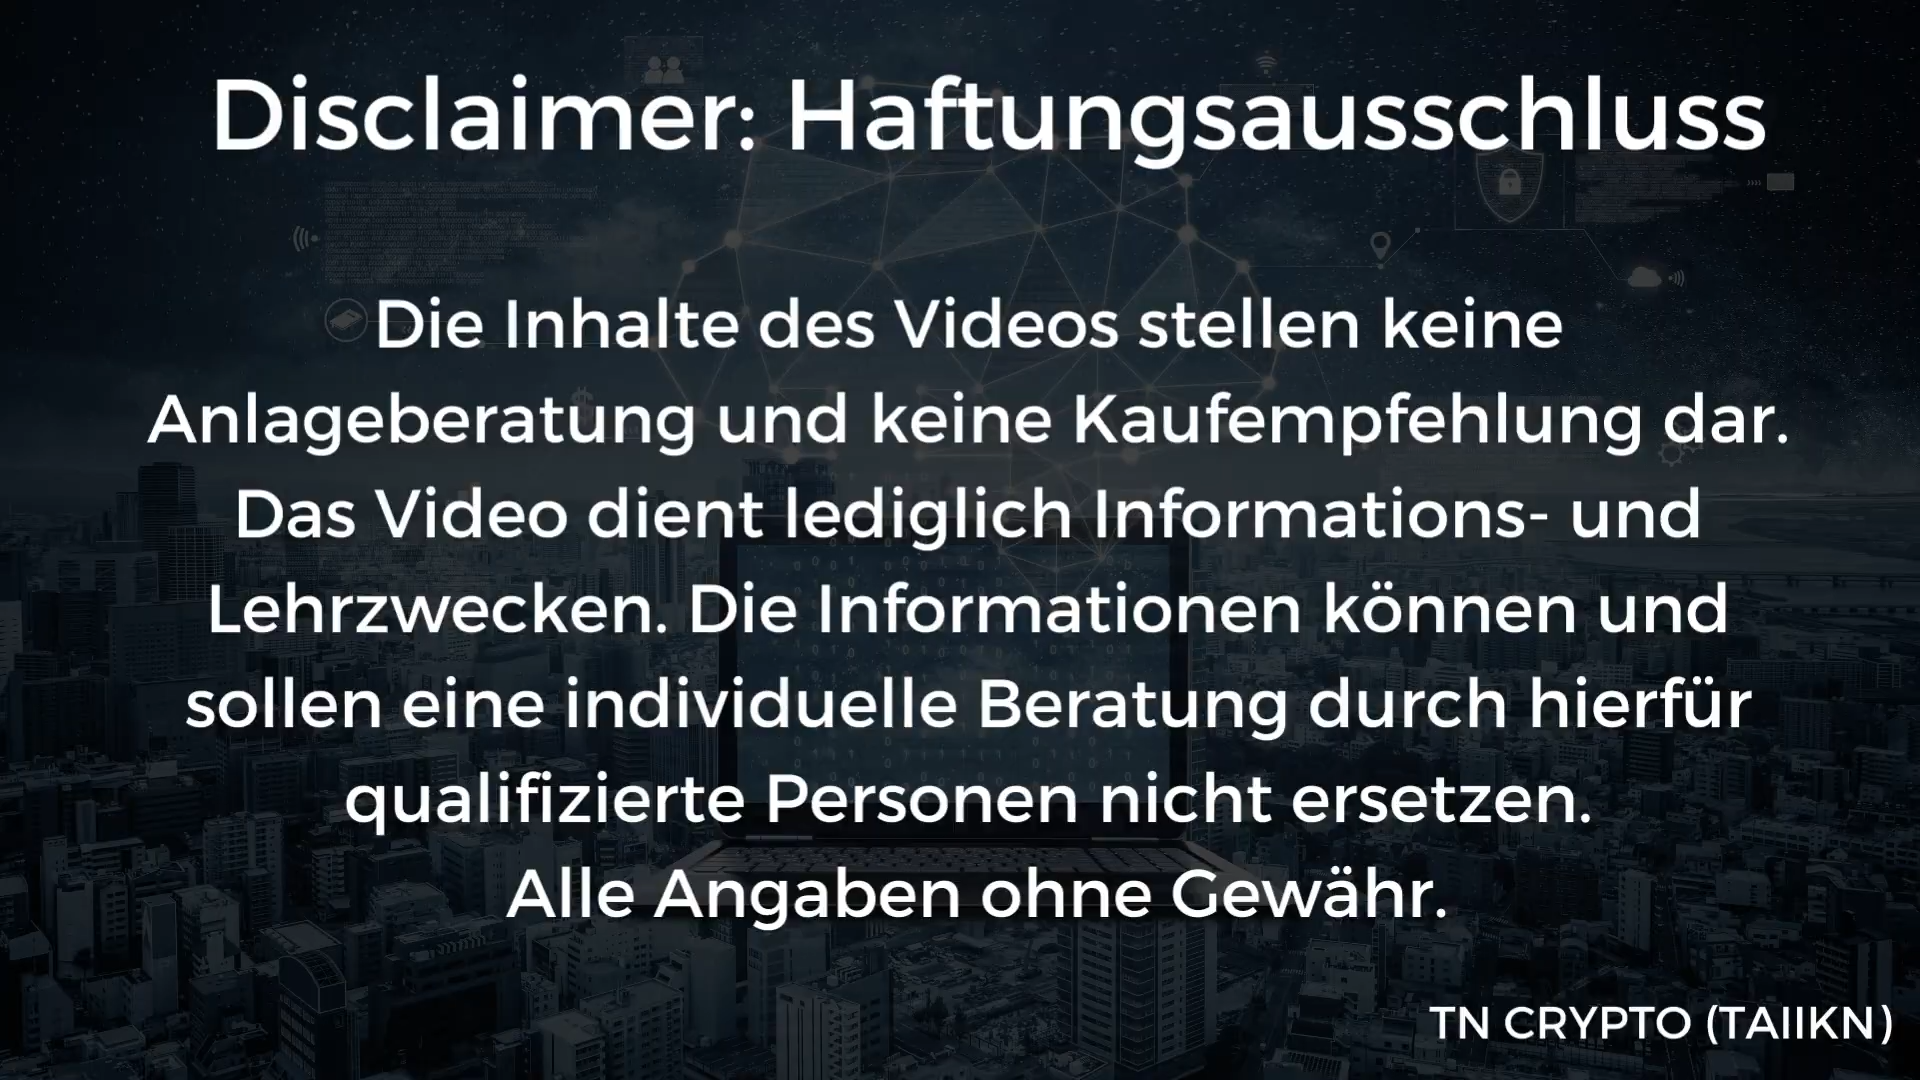 Disclaimer: Haftungsausschluss
Die Inhalte des Videos stellen keine
Anlageberatung und keine Kaufempfehlung dar.
Das Video dient lediglich Informations- und
Lehrzwecken. Die Informationen können und
sollen eine individuelle Beratung durch hierfür
qualifizierte Personen nicht ersetzen.
Alle Angaben ohne Gewähr.
TN CRYPTO (TAIIKN)